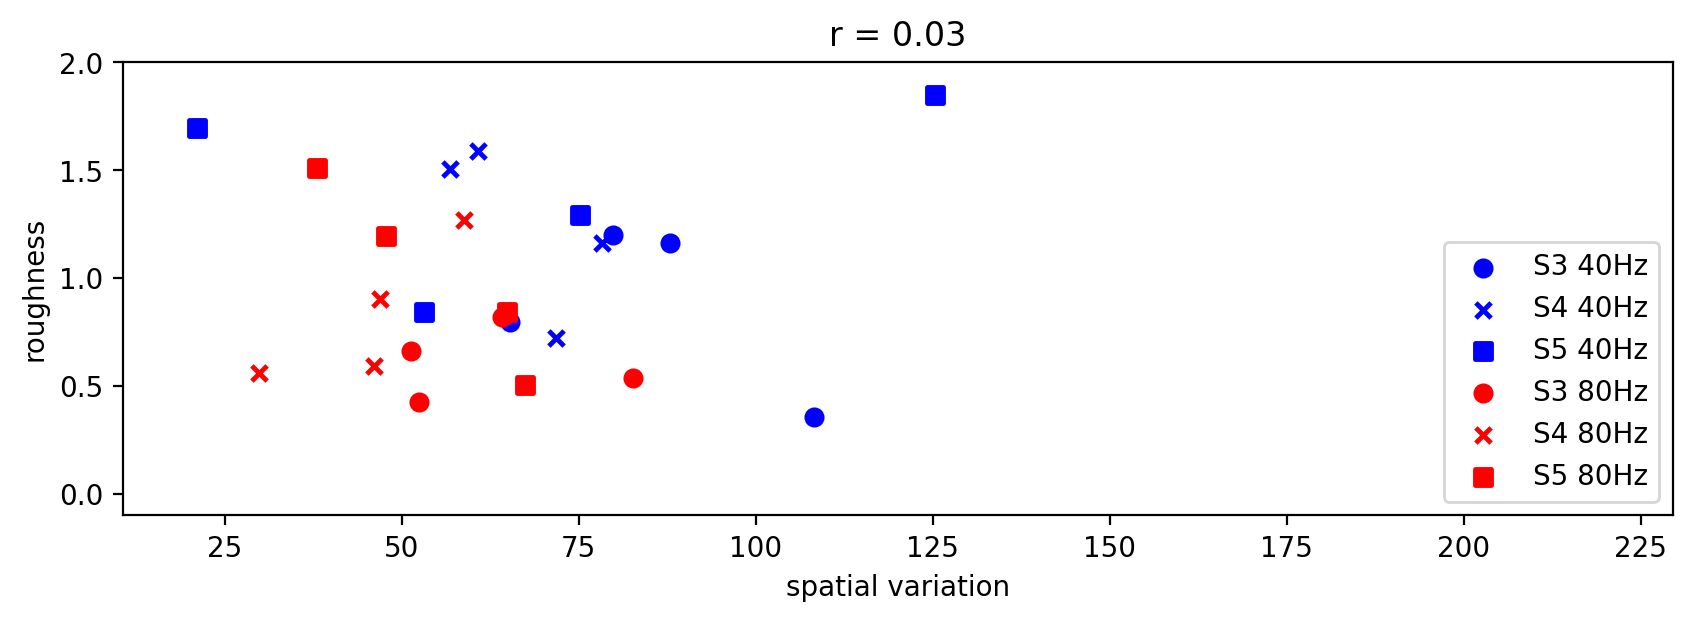 r = 0.03
2.0
1.5
1.0
0.5
0.0
roughness
S3 40Hz
S4 40Hz
S5 40Hz
S3 80Hz
S4 80Hz
S5 80Hz
25 50 75 100 125 150 175 200 225
spatial variation